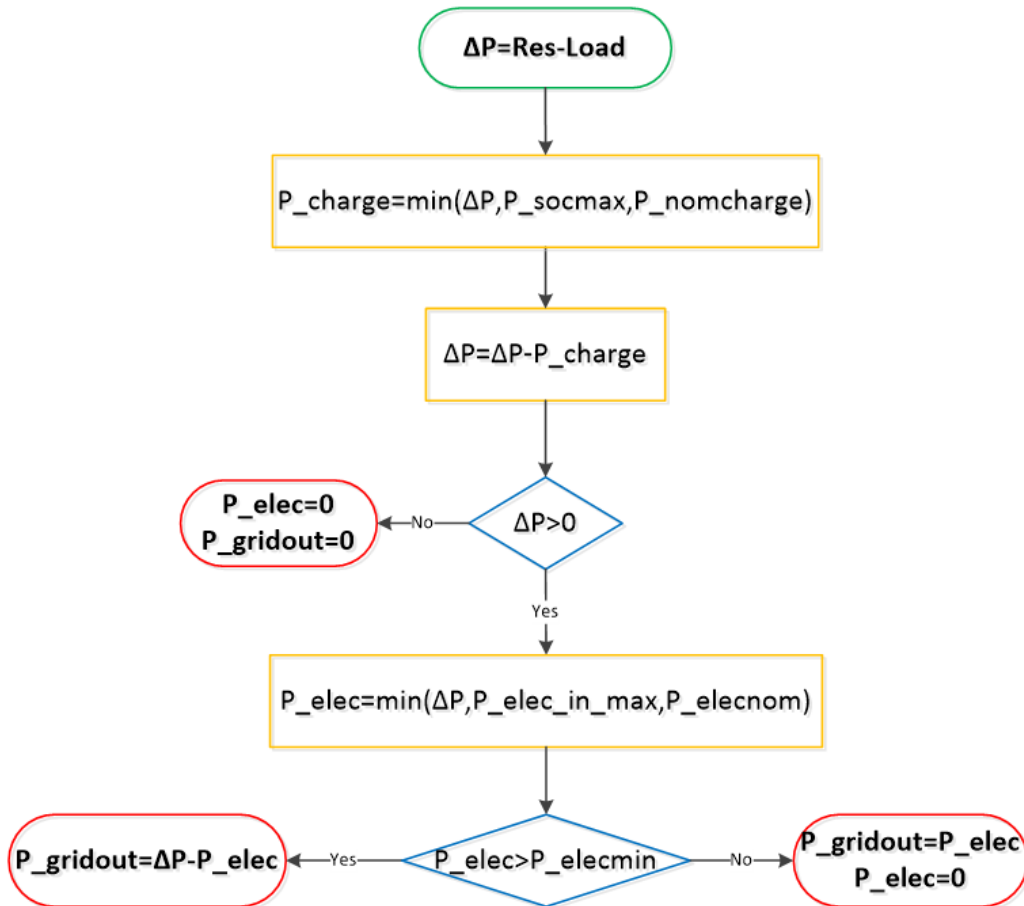 ΔP=Res-Load
P_charge=min(ΔP,P_socmax,P_nomcharge)
ΔP=ΔP-P_charge
ΔP>0
No
P_elec=0
P_gridout=0
Yes
P_elec=min(ΔP,P_elec_in_max,P_elecnom)
P_elec>P_elecmin
Yes
P_gridout=ΔP-P_elec
No
P_gridout=P_elec
P_elec=0